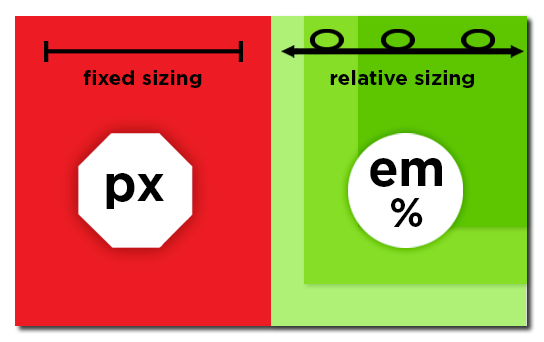 fixed sizing
px
relative sizing
em
%